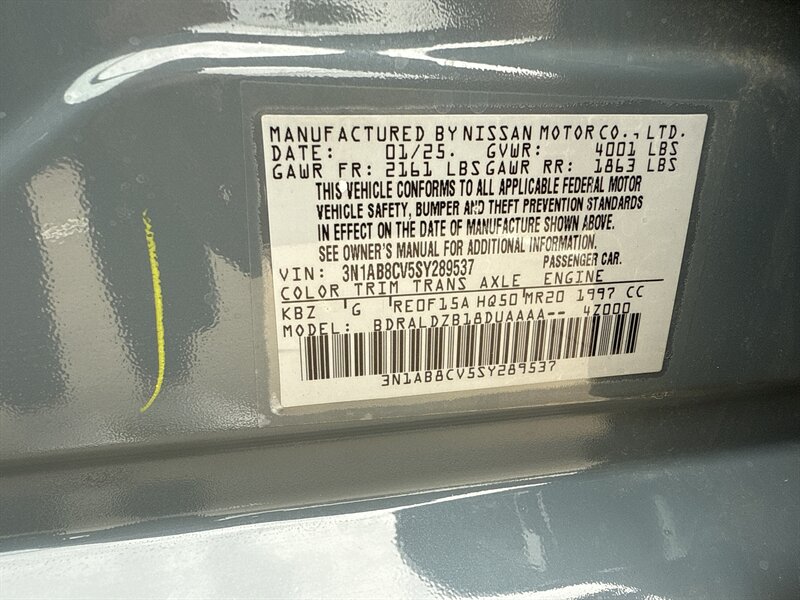 MANUFACTURED BY NISSAN MOTOR CO., LTD.
DATE: 01/25. GVWR: 4001 LBS
GAWR FR: 2161 LBS GAWR RR: 1863 LBS
THIS VEHICLE CONFORMS TO ALL APPLICABLE FEDERAL MOTOR
VEHICLE SAFETY, BUMPER AND THEFT PREVENTION STANDARDS
IN EFFECT ON THE DATE OF MANUFACTURE SHOWN ABOVE.
SEE OWNER'S MANUAL FOR ADDITIONAL INFORMATION.
VIN: 3N1AB8CV5SY289537 PASSENGER CAR.
COLOR TRIM TRANS AXLE ENGINE
KBZ G RE0F15A HQ50 MR20 1997 CC
MODEL: BDRALDZB18DUAAAA-- 4Z000
3N1AB8CV5SY289537